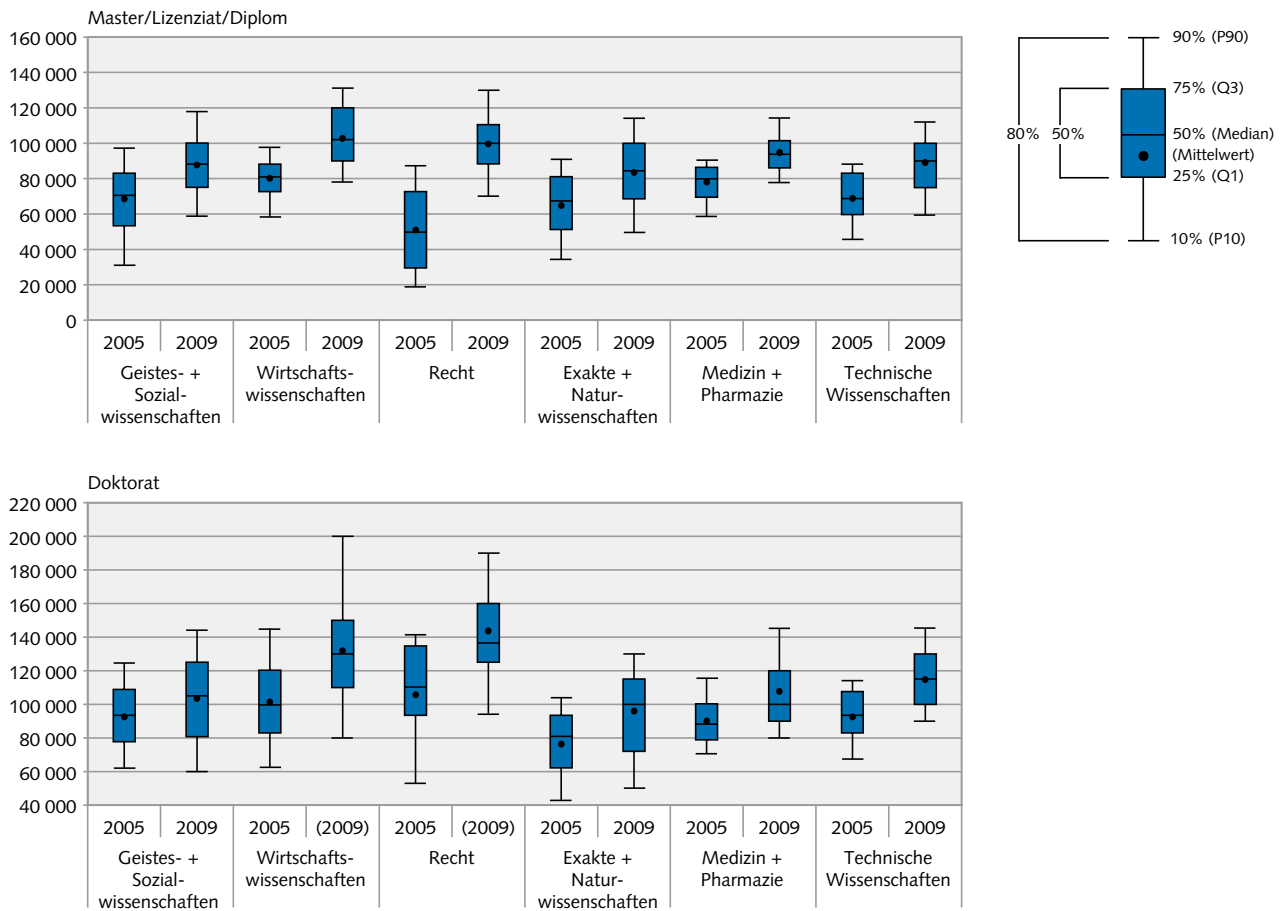 Master/Lizenziat/Diplom
160 000
140 000
120 000
100 000
80 000
60 000
40 000
20 000
0
2005 2009 2005 2009 2005 2009 2005 2009 2005 2009 2005 2009
Geistes- + Wirtschafts- Recht Exakte + Medizin + Technische
Sozial- wissenschaften Natur- Pharmazie Wissenschaften
wissenschaften wissenschaften
90% (P90)
75% (Q3)
80% 50% 50% (Median)
(Mittelwert)
25% (Q1)
10% (P10)
Doktorat
220 000
200 000
180 000
160 000
140 000
120 000
100 000
80 000
60 000
40 000
2005 2009 2005 (2009) 2005 (2009) 2005 2009 2005 2009 2005 2009
Geistes- + Wirtschafts- Recht Exakte + Medizin + Technische
Sozial- wissenschaften Natur- Pharmazie Wissenschaften
wissenschaften wissenschaften